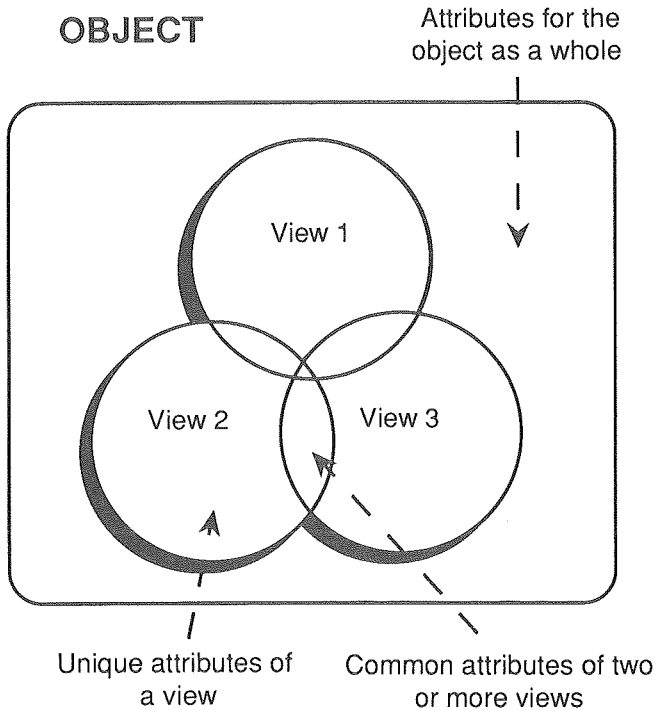 OBJECT
Attributes for the
object as a whole
View 1
View 2
View 3
Unique attributes of
a view
Common attributes of two
or more views